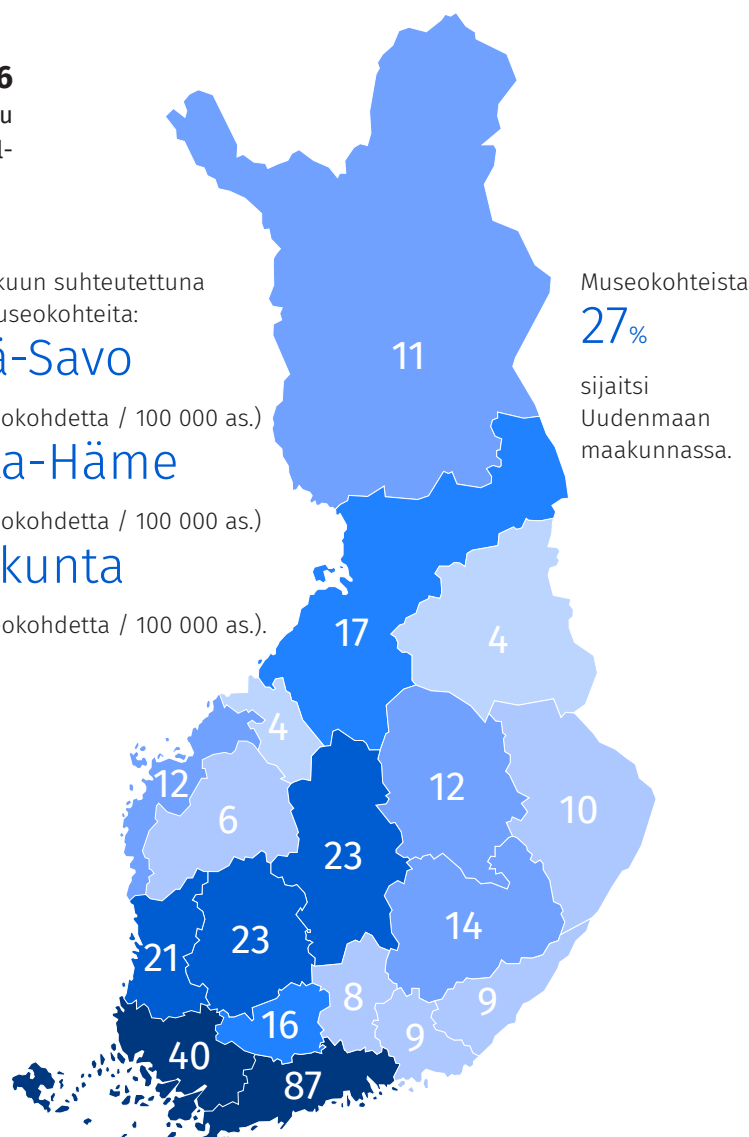 6
u
l-
kuun suhteutettuna
useokohteita:
ä-Savo
okohdetta / 100 000 as.)
a-Häme
okohdetta / 100 000 as.)
kunta
okohdetta / 100 000 as.).
Museokohteista
27%
sijaitsi
Uudenmaan
maakunnassa.
11
17
4
4
12
6
12
10
23
14
21
23
8
9
9
16
40
87